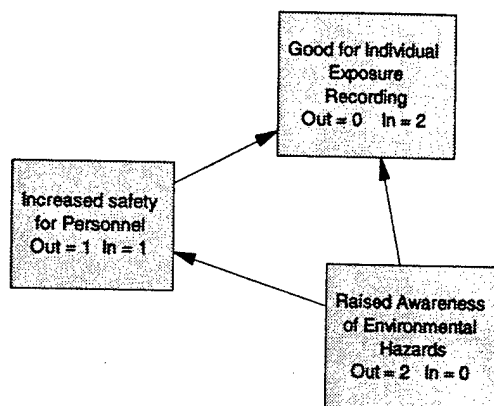 Good for Individual
Exposure
Recording
Out = 0 In = 2
Increased safety
for Personnel
Out = 1 In = 1
Raised Awareness
of Environmental
Hazards
Out = 2 In = 0